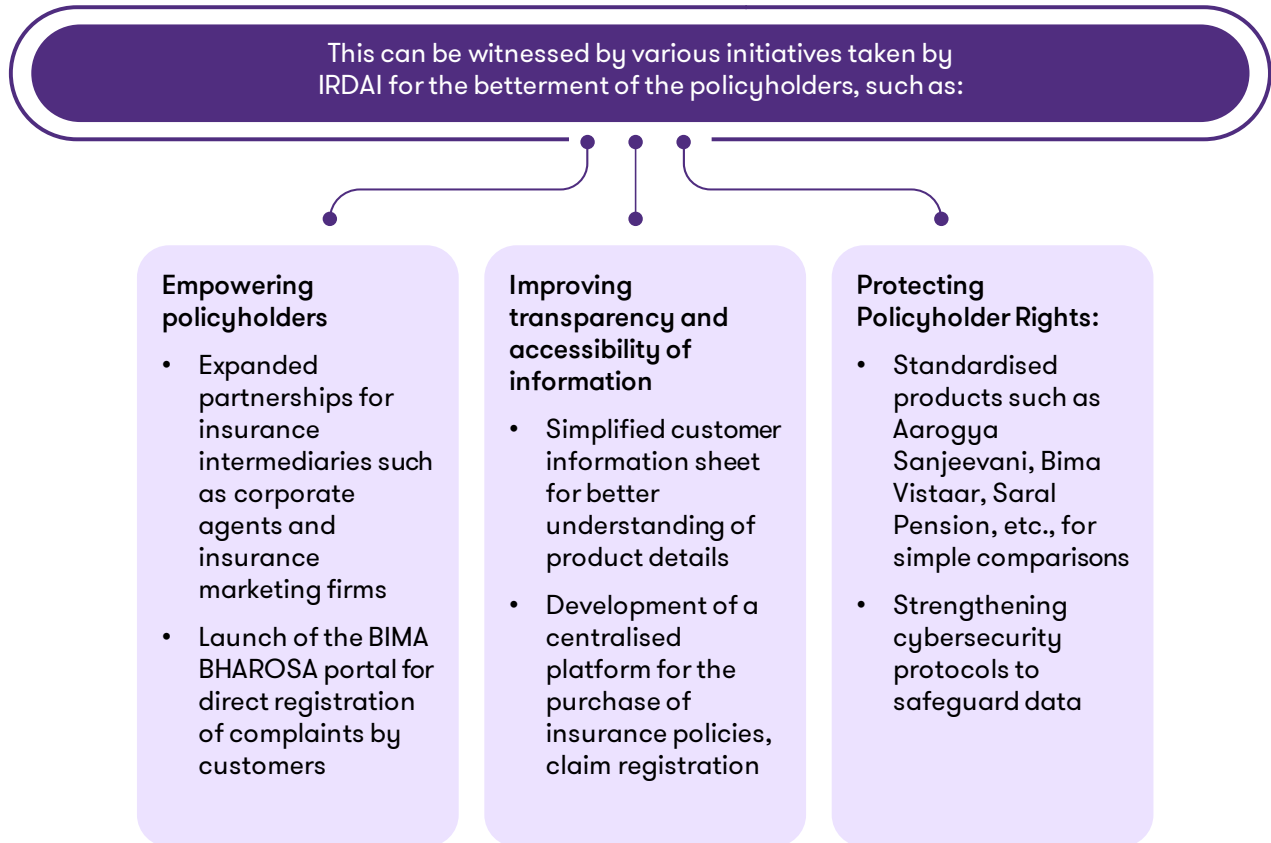 This can be witnessed by various initiatives taken by
IRDAI for the betterment of the policyholders, such as:
Empowering
policyholders
• Expanded
partnerships for
insurance
intermediaries such
as corporate
agents and
insurance
marketing firms
• Launch of the BIMA
BHAROSA portal for
direct registration
of complaints by
customers
Improving
transparency and
accessibility of
information
• Simplified customer
information sheet
for better
understanding of
product details
• Development of a
centralised
platform for the
purchase of
insurance policies,
claim registration
Protecting
Policyholder Rights:
• Standardised
products such as
Aarogya
Sanjeevani, Bima
Vistaar, Saral
Pension, etc., for
simple comparisons
• Strengthening
cybersecurity
protocols to
safeguard data